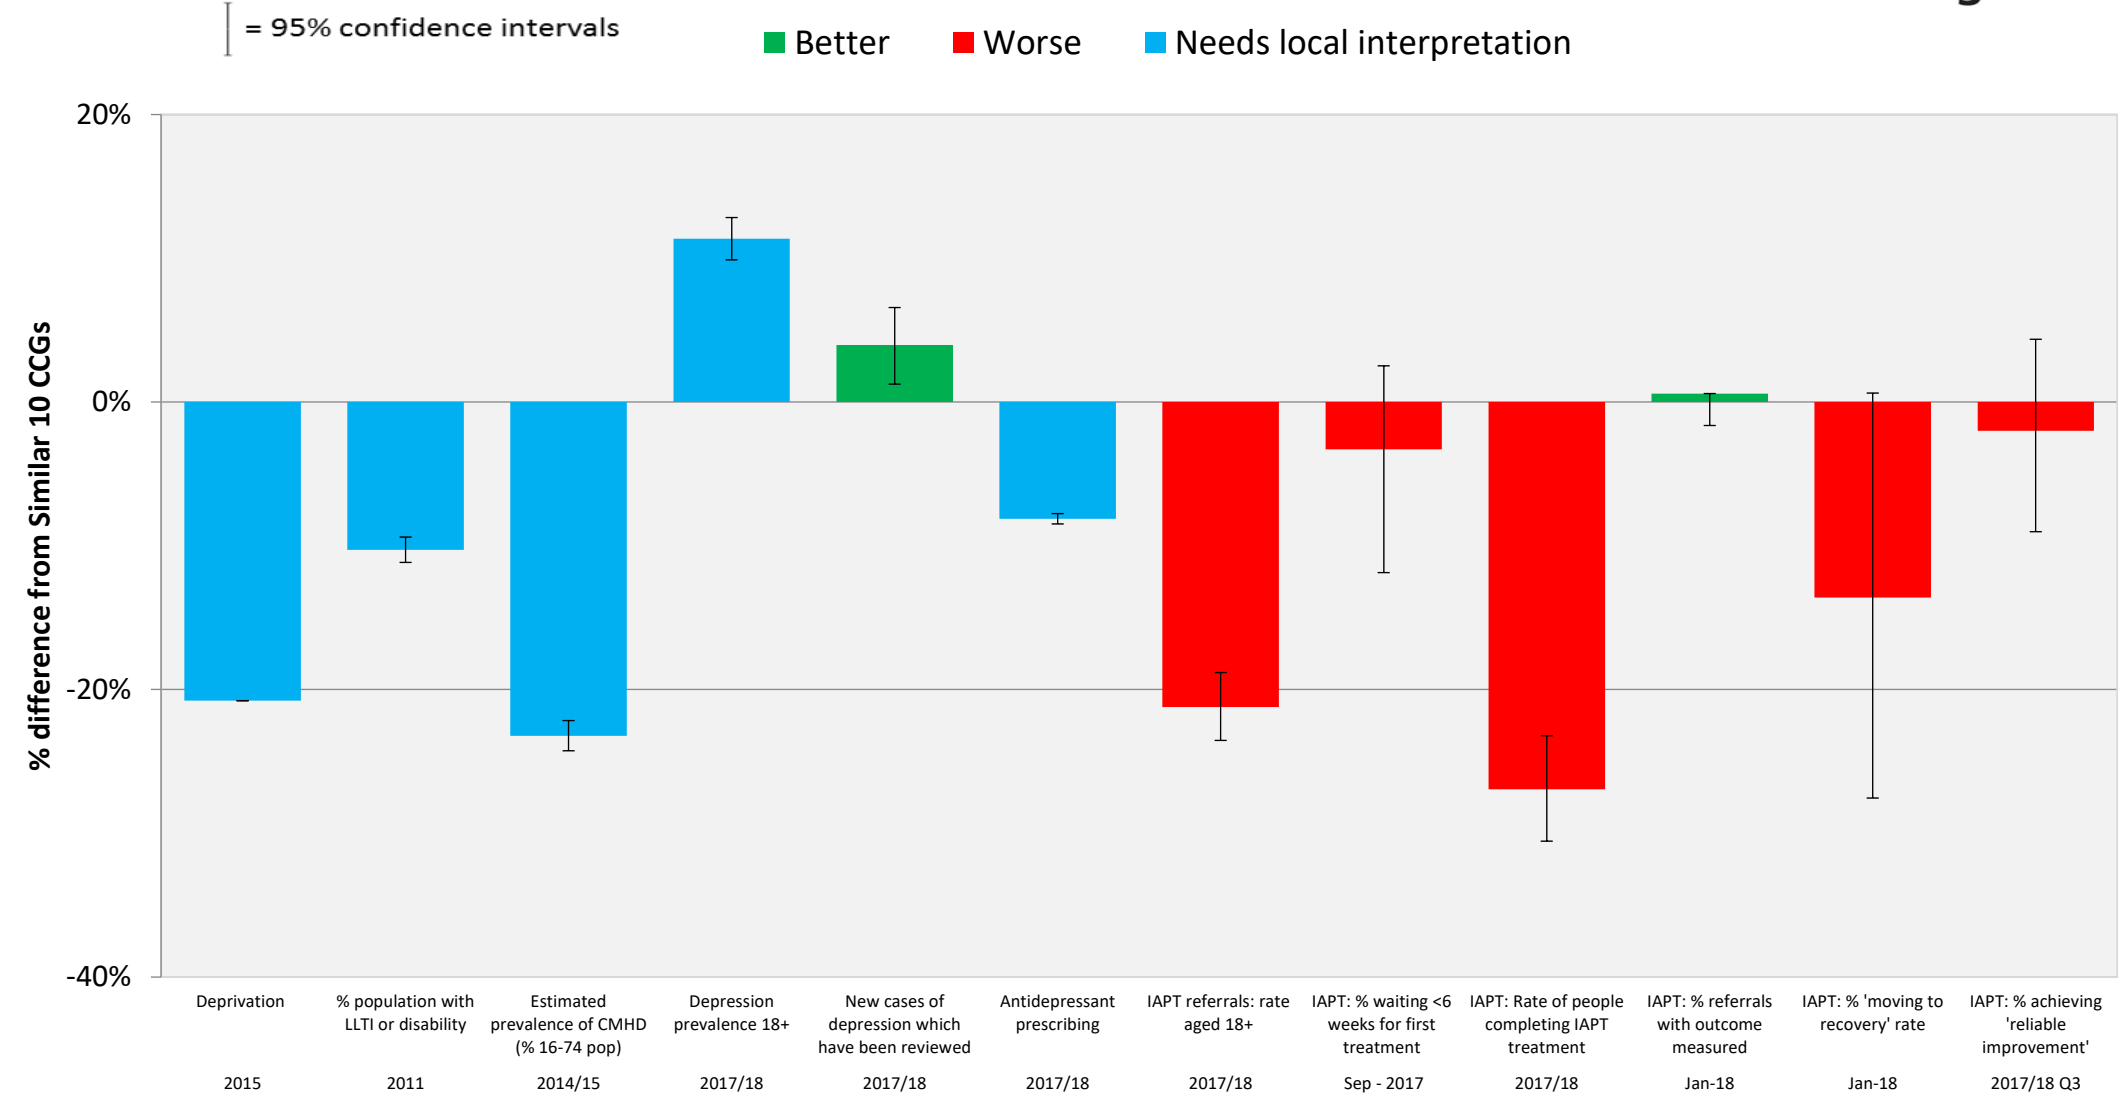 = 95% confidence intervals
Better
Worse
Needs local interpretation
20%
0%
-20%
-40%
% difference from Similar 10 CCGs
Deprivation
2015
% population with
LLTI or disability
2011
Estimated
prevalence of CMHD
(% 16-74 pop)
2014/15
Depression
prevalence 18+
2017/18
New cases of
depression which
have been reviewed
2017/18
Antidepressant
prescribing
2017/18
IAPT referrals: rate
aged 18+
2017/18
IAPT: % waiting <6
weeks for first
treatment
Sep - 2017
IAPT: Rate of people
completing IAPT
treatment
2017/18
IAPT: % referrals
with outcome
measured
Jan-18
IAPT: % 'moving to
recovery' rate
Jan-18
IAPT: % achieving
'reliable
improvement'
2017/18 Q3